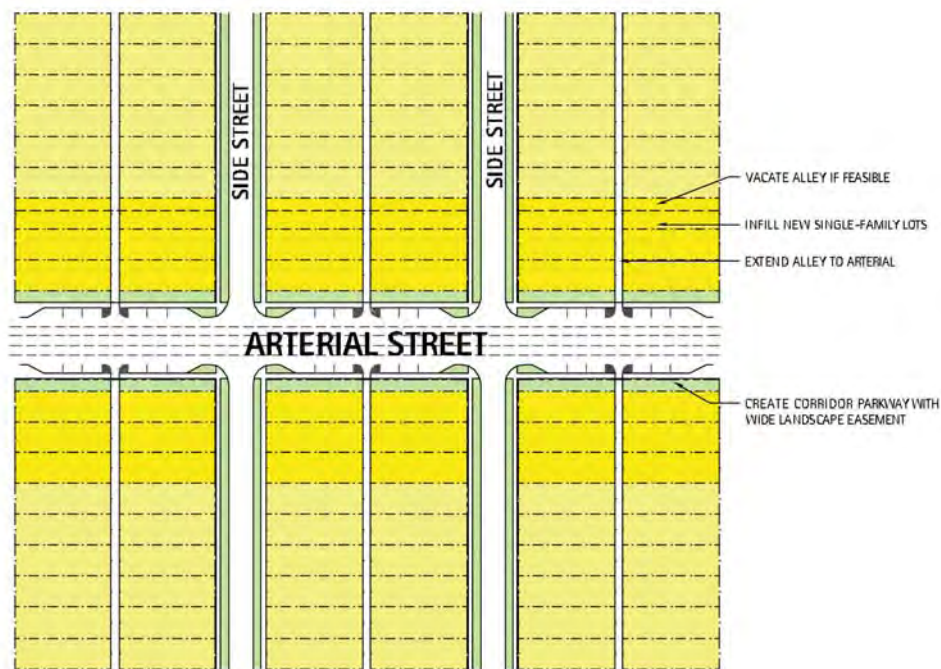 SIDE STREET
SIDE STREET
VACATE ALLEY IF FEASIBLE
INFILL NEW SINGLE-FAMILY LOTS
EXTEND ALLEY TO ARTERIAL
ARTERIAL STREET
CREATE CORRIDOR PARKWAY WITH
WIDE LANDSCAPE EASEMENT